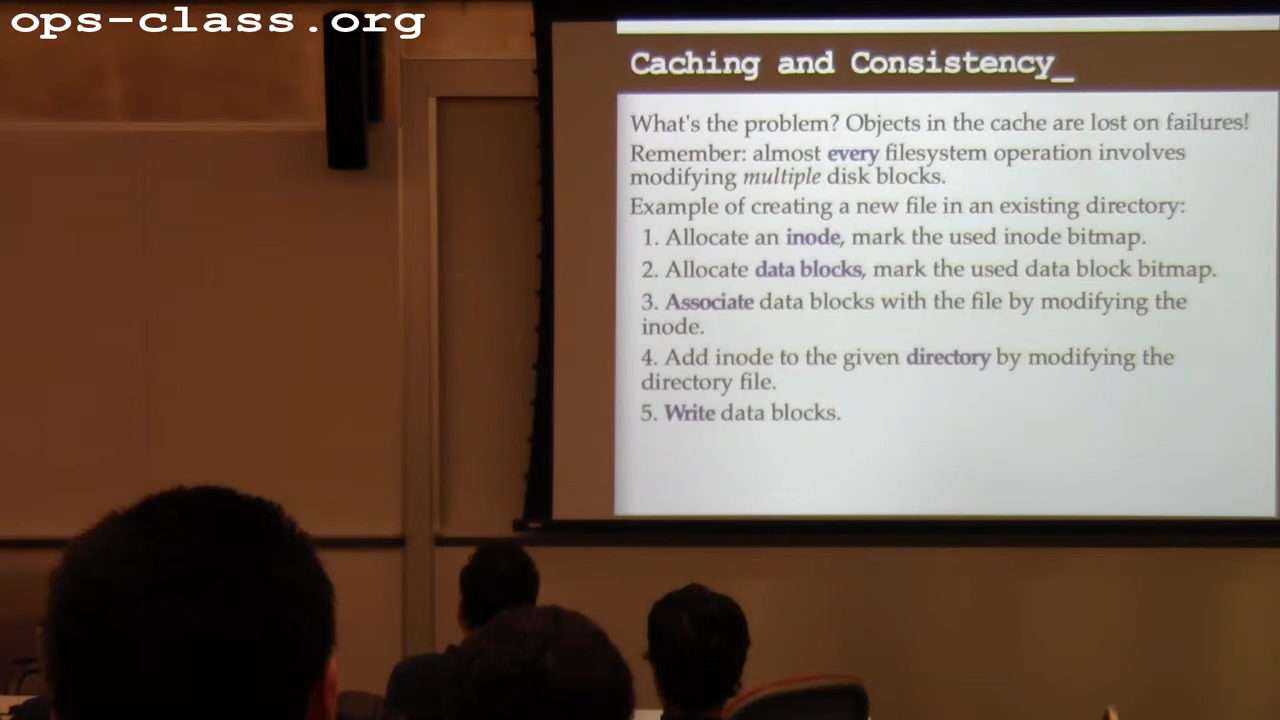 ops-class.org
Caching and Consistency_
What's the problem? Objects in the cache are lost on failures!
Remember: almost every filesystem operation involves
modifying multiple disk blocks.
Example of creating a new file in an existing directory:
1. Allocate an inode, mark the used inode bitmap.
2. Allocate data blocks, mark the used data block bitmap.
3. Associate data blocks with the file by modifying the
inode.
4. Add inode to the given directory by modifying the
directory file.
5. Write data blocks.